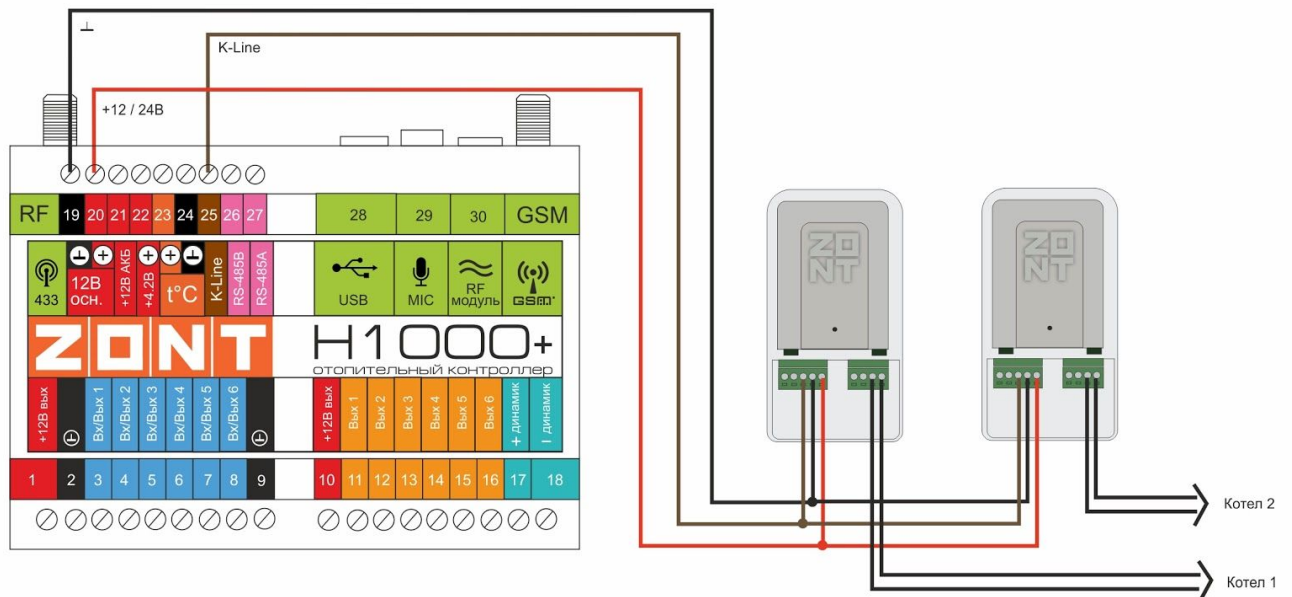 ⊥
K-Line
+12 / 24В
RF 19 20 21 22 23 24 25 26 27 28 29 30 GSM
433
12В
осн.
+12В АКБ
+4.2В
t°C
K-Line
RS-485B
RS-485A
USB
MIC
RF
модуль
GSM
ZONT
H1000+
отопительный контроллер
+12В вых
Вх/Вых 1
Вх/Вых 2
Вх/Вых 3
Вх/Вых 4
Вх/Вых 5
Вх/Вых 6
+12В вых
Вых 1
Вых 2
Вых 3
Вых 4
Вых 5
Вых 6
+ динамик
– динамик
1 2 3 4 5 6 7 8 9 10 11 12 13 14 15 16 17 18
ZO
NT
ZO
NT
Котел 2
Котел 1